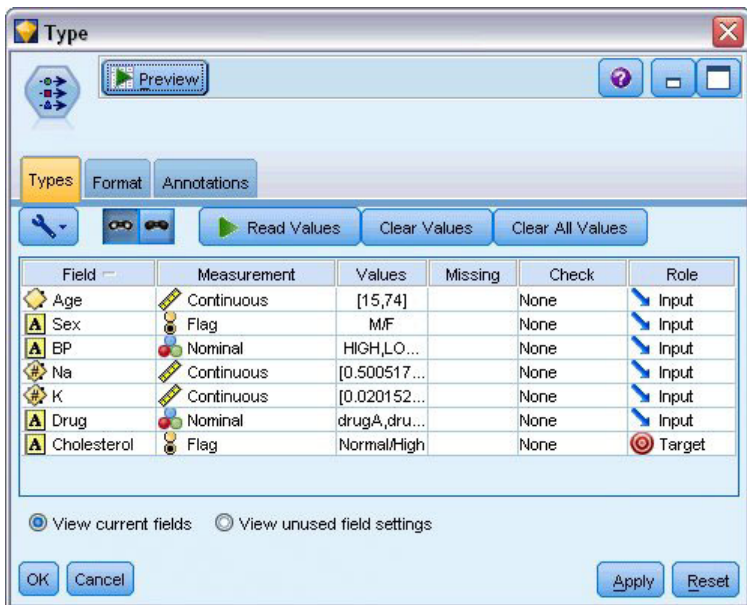 Type
Preview
Types Format Annotations
Read Values Clear Values Clear All Values
Field Measurement Values Missing Check Role
Age Continuous [15,74] None Input
A Sex Flag M/F None Input
A BP Nominal HIGH,LO... None Input
# Na Continuous [0.500517... None Input
# K Continuous [0.020152... None Input
A Drug Nominal drugA,dru... None Input
A Cholesterol Flag Normal/High None Target
View current fields View unused field settings
OK Cancel Apply Reset